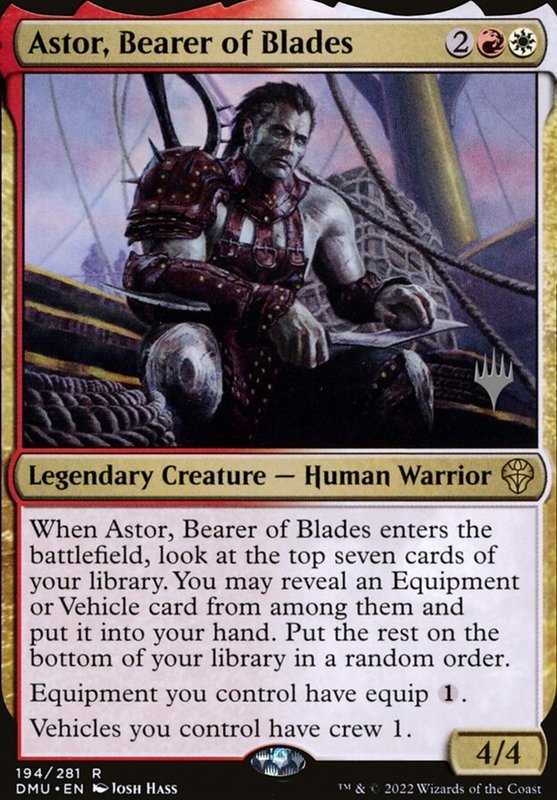 Astor, Bearer of Blades 2
Legendary Creature — Human Warrior
When Astor, Bearer of Blades enters the
battlefield, look at the top seven cards of
your library. You may reveal an Equipment
or Vehicle card from among them and
put it into your hand. Put the rest on the
bottom of your library in a random order.
Equipment you control have equip 1.
Vehicles you control have crew 1.
4/4
194/281 R
DMU • EN Josh Hass
™ & © 2022 Wizards of the Coast